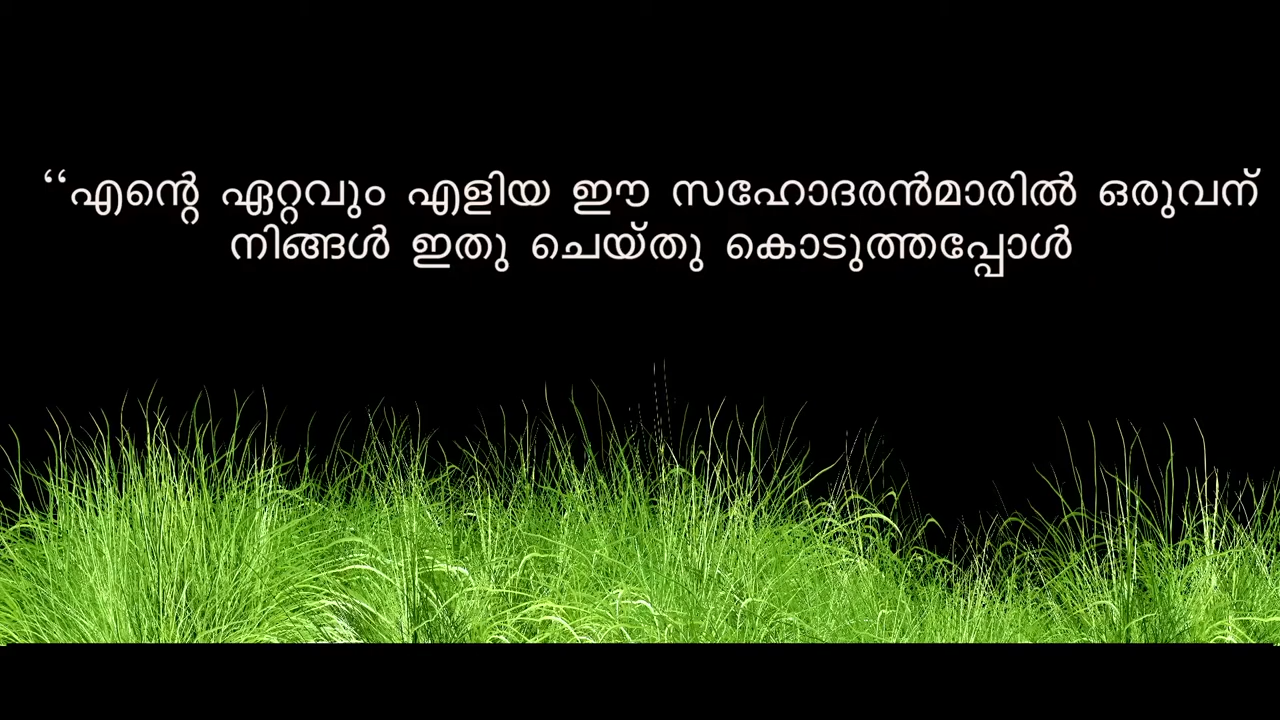 ‘‘എന്റെ ഏറ്റവും എളിയ ഈ സഹോദരൻമാരിൽ ഒരുവന്
നിങ്ങൾ ഇതു ചെയ്തു കൊടുത്തപ്പോൾ